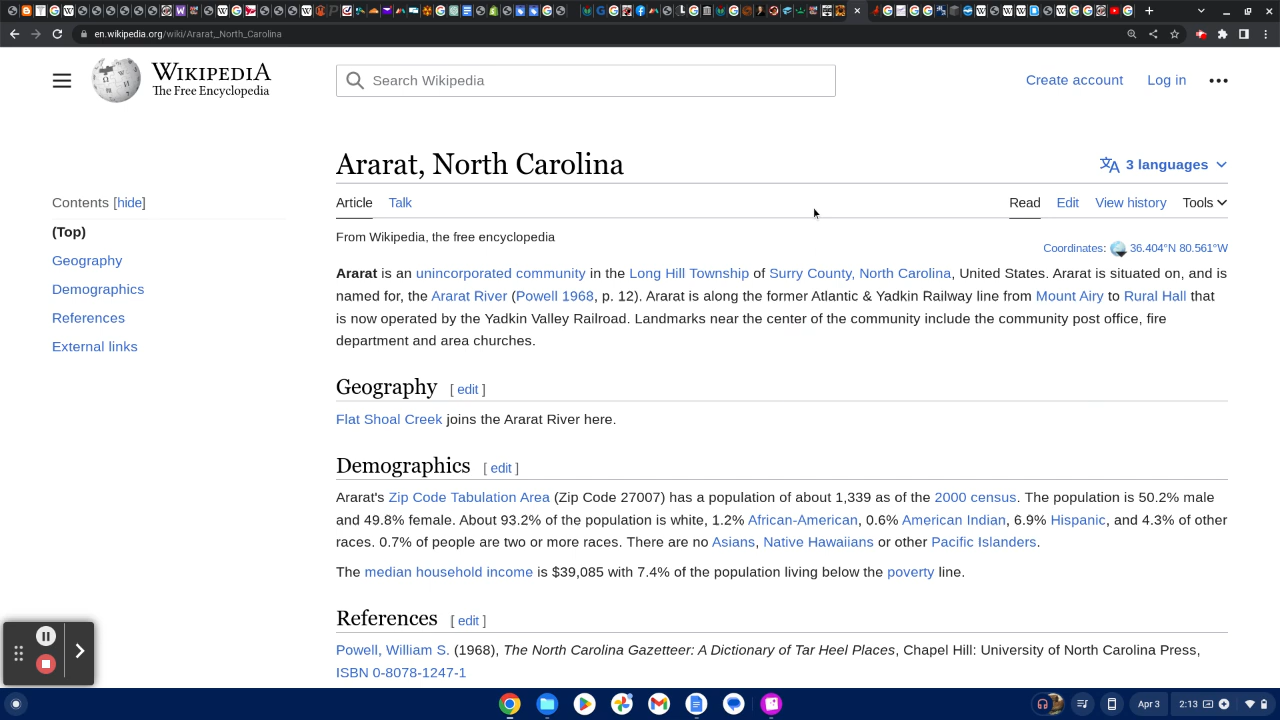 en.wikipedia.org/wiki/Ararat,_North_Carolina
WIKIPEDIA
The Free Encyclopedia
Search Wikipedia
Create account
Log in
Ararat, North Carolina
3 languages
Contents [hide]
(Top)
Geography
Demographics
References
External links
Article
Talk
Read
Edit
View history
Tools
From Wikipedia, the free encyclopedia
Coordinates: 36.404°N 80.561°W
Ararat is an unincorporated community in the Long Hill Township of Surry County, North Carolina, United States. Ararat is situated on, and is
named for, the Ararat River (Powell 1968, p. 12). Ararat is along the former Atlantic & Yadkin Railway line from Mount Airy to Rural Hall that
is now operated by the Yadkin Valley Railroad. Landmarks near the center of the community include the community post office, fire
department and area churches.
Geography [ edit ]
Flat Shoal Creek joins the Ararat River here.
Demographics [ edit ]
Ararat's Zip Code Tabulation Area (Zip Code 27007) has a population of about 1,339 as of the 2000 census. The population is 50.2% male
and 49.8% female. About 93.2% of the population is white, 1.2% African-American, 0.6% American Indian, 6.9% Hispanic, and 4.3% of other
races. 0.7% of people are two or more races. There are no Asians, Native Hawaiians or other Pacific Islanders.
The median household income is $39,085 with 7.4% of the population living below the poverty line.
References [ edit ]
Powell, William S. (1968), The North Carolina Gazetteer: A Dictionary of Tar Heel Places, Chapel Hill: University of North Carolina Press,
ISBN 0-8078-1247-1
Apr 3
2:13